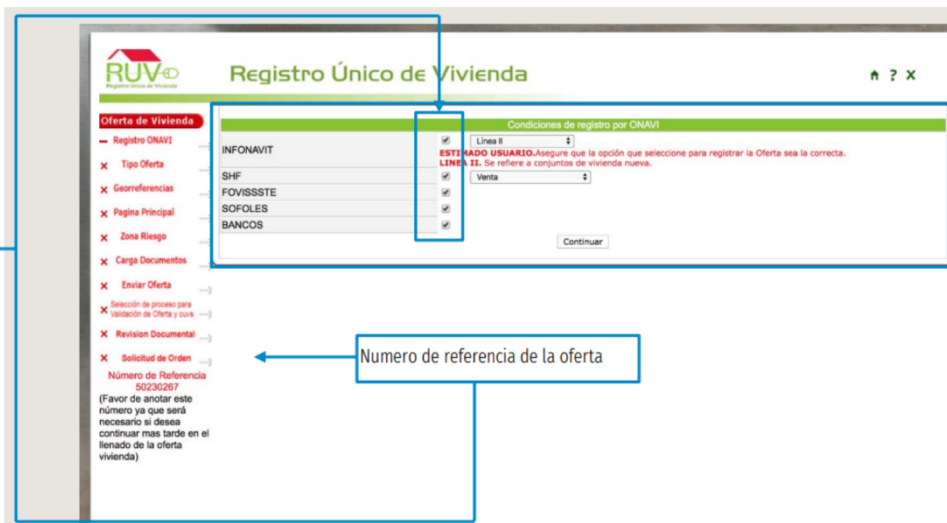 RUV
Registro Único de Vivienda
Registro Único de Vivienda
? X
Oferta de Vivienda
Registro ONAVI
Tipo Oferta
Georreferencias
Pagina Principal
Zona Riesgo
Carga Documentos
Enviar Oferta
Selección de proceso para
Validación de Oferta y cuvs
Revision Documental
Solicitud de Orden
Número de Referencia
50230267
(Favor de anotar este
número ya que será
necesario si desea
continuar mas tarde en el
llenado de la oferta
vivienda)
Condiciones de registro por ONAVI
INFONAVIT
Linea II
ESTIMADO USUARIO.Asegure que la opción que seleccione para registrar la Oferta sea la correcta.
LINEA II. Se refiere a conjuntos de vivienda nueva.
SHF
Venta
FOVISSSTE
SOFOLES
BANCOS
Continuar
Numero de referencia de la oferta